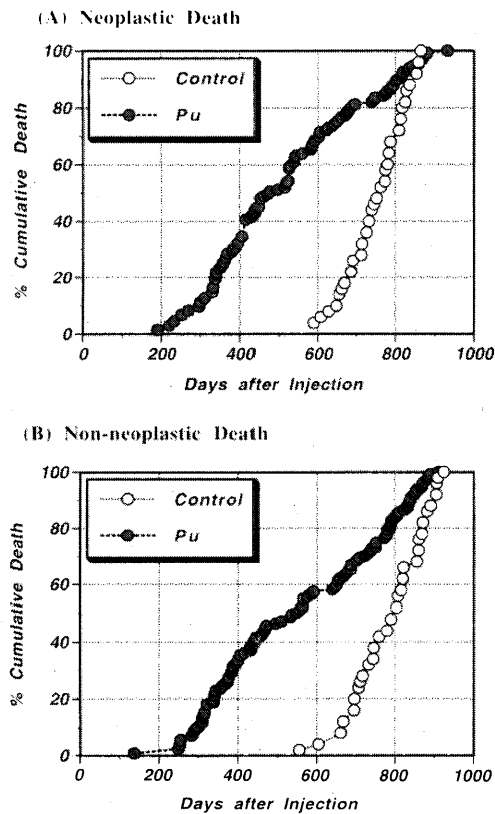 (A) Neoplastic Death
100
80
60
40
20
0
% Cumulative Death
Control
Pu
0 200 400 600 800 1000
Days after Injection
(B) Non-neoplastic Death
100
80
60
40
20
0
% Cumulative Death
Control
Pu
0 200 400 600 800 1000
Days after Injection